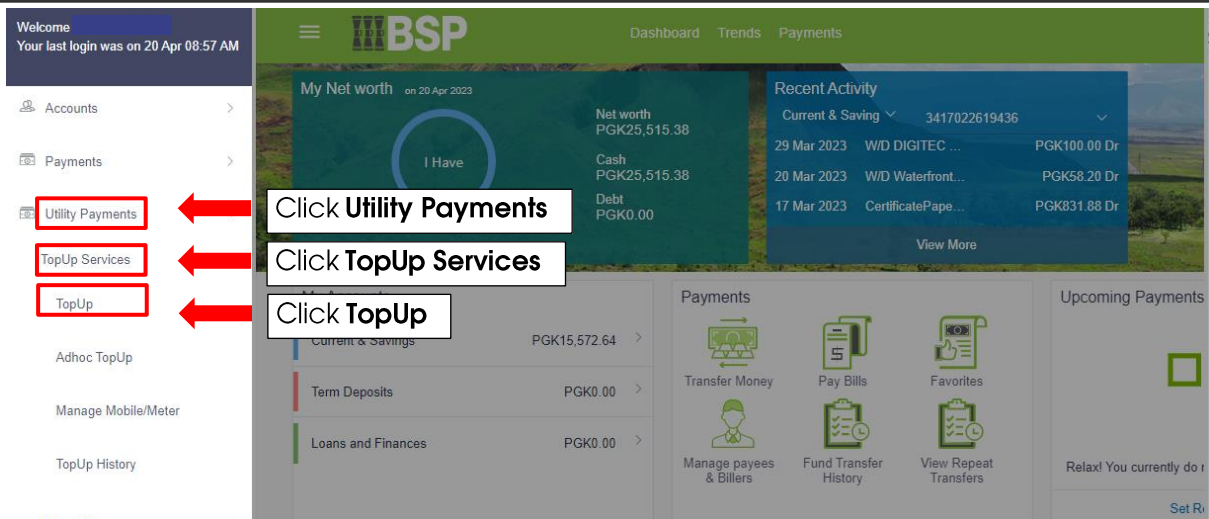 Welcome
Your last login was on 20 Apr 08:57 AM
Accounts
Payments
Utility Payments
TopUp Services
TopUp
Adhoc TopUp
Manage Mobile/Meter
TopUp History
BSP
Dashboard Trends Payments
My Net worth on 20 Apr 2023
I Have
Net worth
PGK25,515.38
Cash
PGK25,515.38
Debt
PGK0.00
Recent Activity
Current & Saving 3417022619436
29 Mar 2023 W/D DIGITEC ... PGK100.00 Dr
20 Mar 2023 W/D Waterfront... PGK58.20 Dr
17 Mar 2023 CertificatePape... PGK831.88 Dr
View More
Click Utility Payments
Click TopUp Services
Click TopUp
Current & Savings PGK15,572.64
Term Deposits PGK0.00
Loans and Finances PGK0.00
Payments
Transfer Money
Pay Bills
Favorites
Manage payees
& Billers
Fund Transfer
History
View Repeat
Transfers
Upcoming Payments
Relax! You currently do
Set